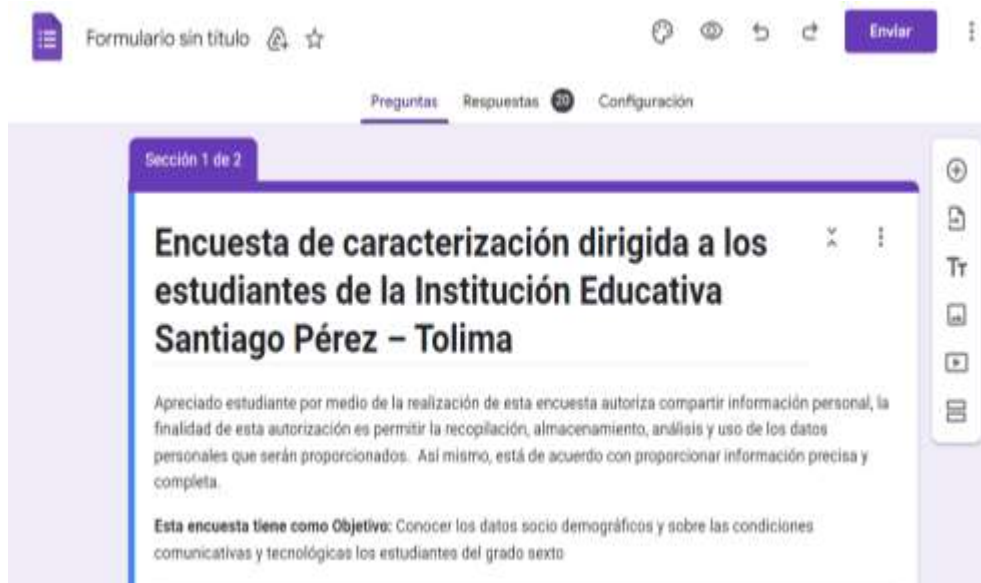 Formulario sin título
Enviar
Preguntas Respuestas 20 Configuración
Sección 1 de 2
Encuesta de caracterización dirigida a los
estudiantes de la Institución Educativa
Santiago Pérez – Tolima
Apreciado estudiante por medio de la realización de esta encuesta autoriza compartir información personal, la
finalidad de esta autorización es permitir la recopilación, almacenamiento, análisis y uso de los datos
personales que serán proporcionados. Así mismo, está de acuerdo con proporcionar información precisa y
completa.
Esta encuesta tiene como Objetivo: Conocer los datos socio demográficos y sobre las condiciones
comunicativas y tecnológicas los estudiantes del grado sexto
Tт